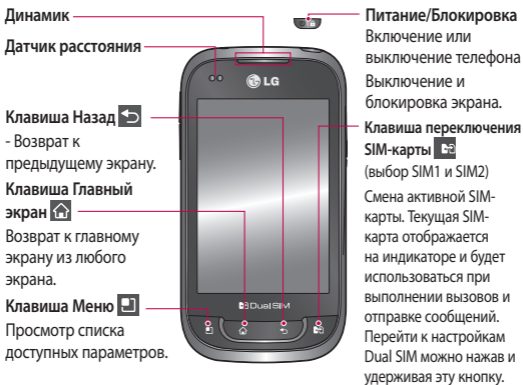 Динамик
Датчик расстояния
Клавиша Назад
- Возврат к
предыдущему экрану.
Клавиша Главный
экран
Возврат к главному
экрану из любого
экрана.
Клавиша Меню
Просмотр списка
доступных параметров.
LG
Dual SIM
Питание/Блокировка
Включение или
выключение телефона
Выключение и
блокировка экрана.
Клавиша переключения
SIM-карты
(выбор SIM1 и SIM2)
Смена активной SIM-
карты. Текущая SIM-
карта отображается
на индикаторе и будет
использоваться при
выполнении вызовов и
отправке сообщений.
Перейти к настройкам
Dual SIM можно нажав и
удерживая эту кнопку.